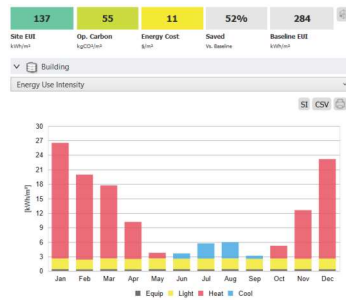 137 55 11 52% 284
Site EUI Op. Carbon Energy Cost Saved Baseline EUI
kWh/m² kgCO²/m² $/m² Vs. Baseline kWh/m²
Building
Energy Use Intensity
SI CSV
[kWh/m²]
30
27
24
21
18
15
12
9
6
3
0
Jan Feb Mar Apr May Jun Jul Aug Sep Oct Nov Dec
Equip Light Heat Cool